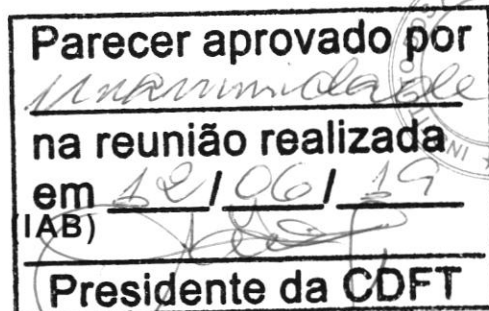 Parecer aprovado por
unanimidade
na reunião realizada
em 12/06/19
(IAB)
Presidente da CDFT